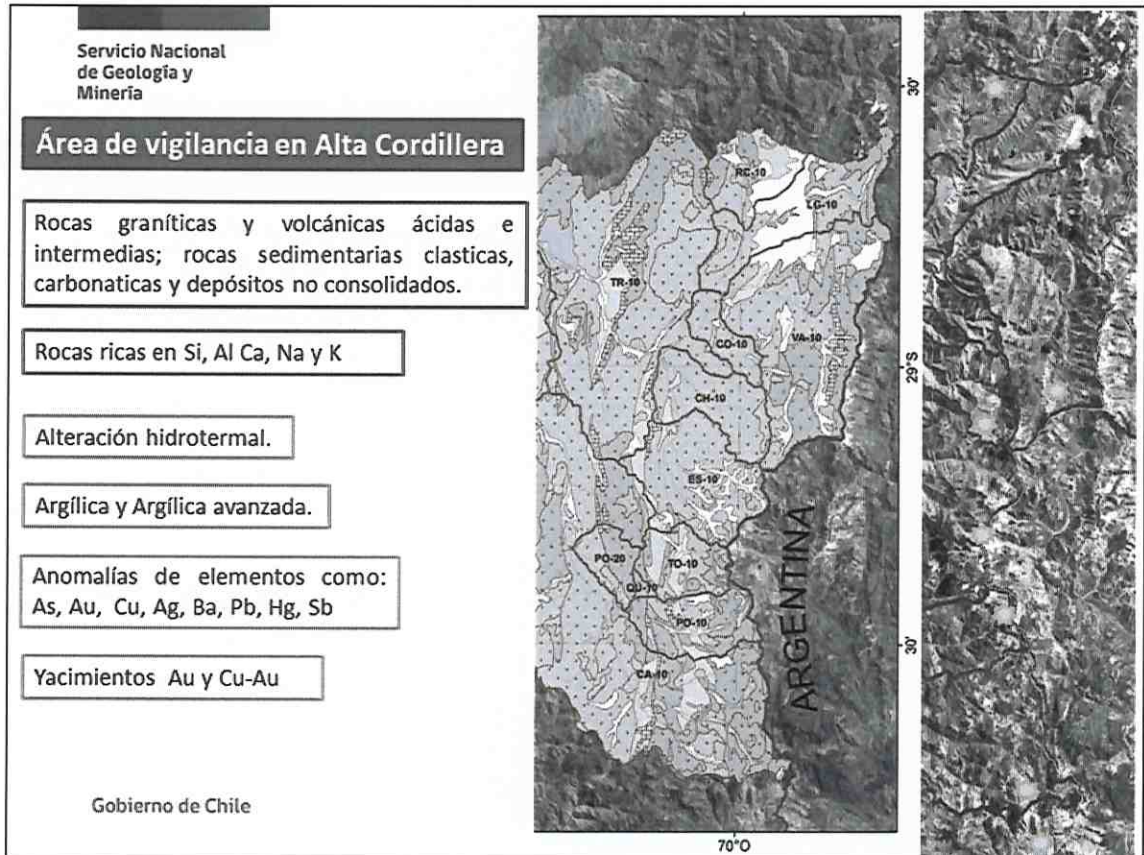 Servicio Nacional
de Geología y
Minería
Área de vigilancia en Alta Cordillera
Rocas graníticas y volcánicas ácidas e
intermedias; rocas sedimentarias clasticas,
carbonaticas y depósitos no consolidados.
Rocas ricas en Si, Al Ca, Na y K
Alteración hidrotermal.
Argílica y Argílica avanzada.
Anomalías de elementos como:
As, Au, Cu, Ag, Ba, Pb, Hg, Sb
Yacimientos Au y Cu-Au
Gobierno de Chile
RC-10
LG-10
TR-10
CO-10
VA-10
CH-10
ES-10
PO-20
TO-10
QU-10
PO-10
CA-10
ARGENTINA
30'
29°S
30'
70°O